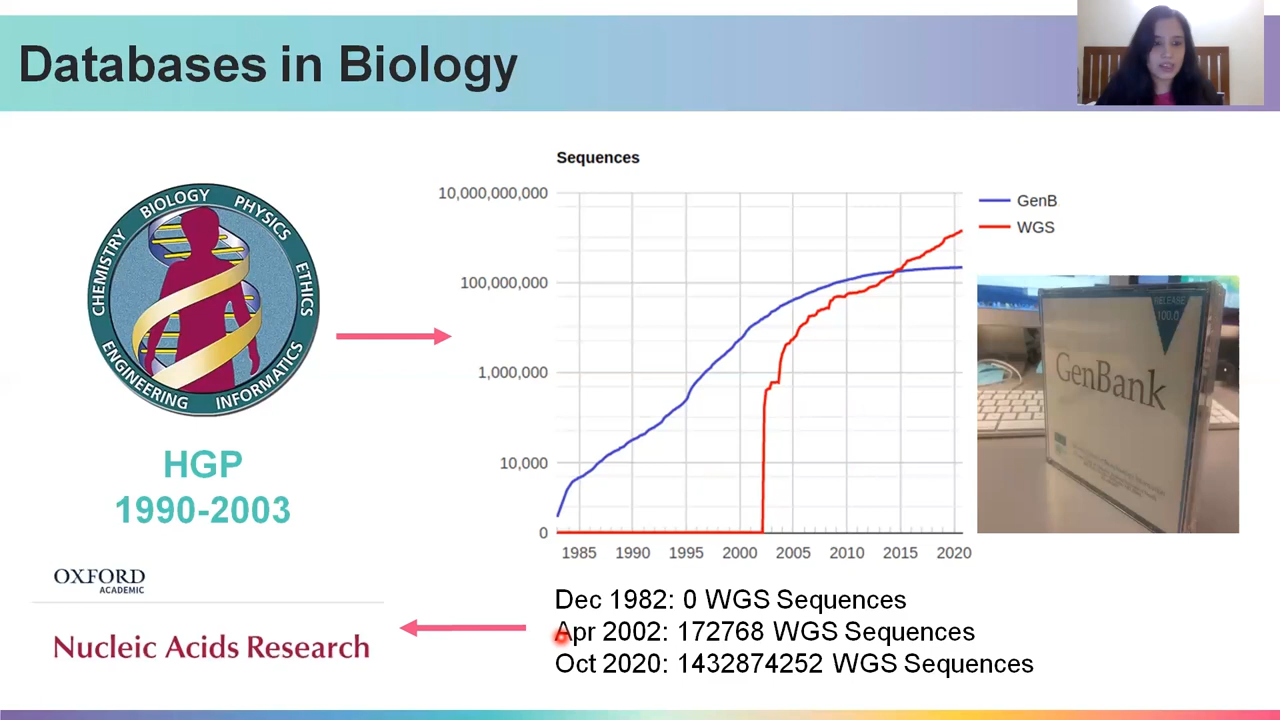 Databases in Biology
CHEMISTRY BIOLOGY PHYSICS ETHICS
ENGINEERING INFORMATICS
HGP
1990-2003
Sequences
10,000,000,000
100,000,000
1,000,000
10,000
0
1985 1990 1995 2000 2005 2010 2015 2020
GenB
WGS
RELEASE
100.0
GenBank
Dec 1982: 0 WGS Sequences
Apr 2002: 172768 WGS Sequences
Oct 2020: 1432874252 WGS Sequences
OXFORD
ACADEMIC
Nucleic Acids Research